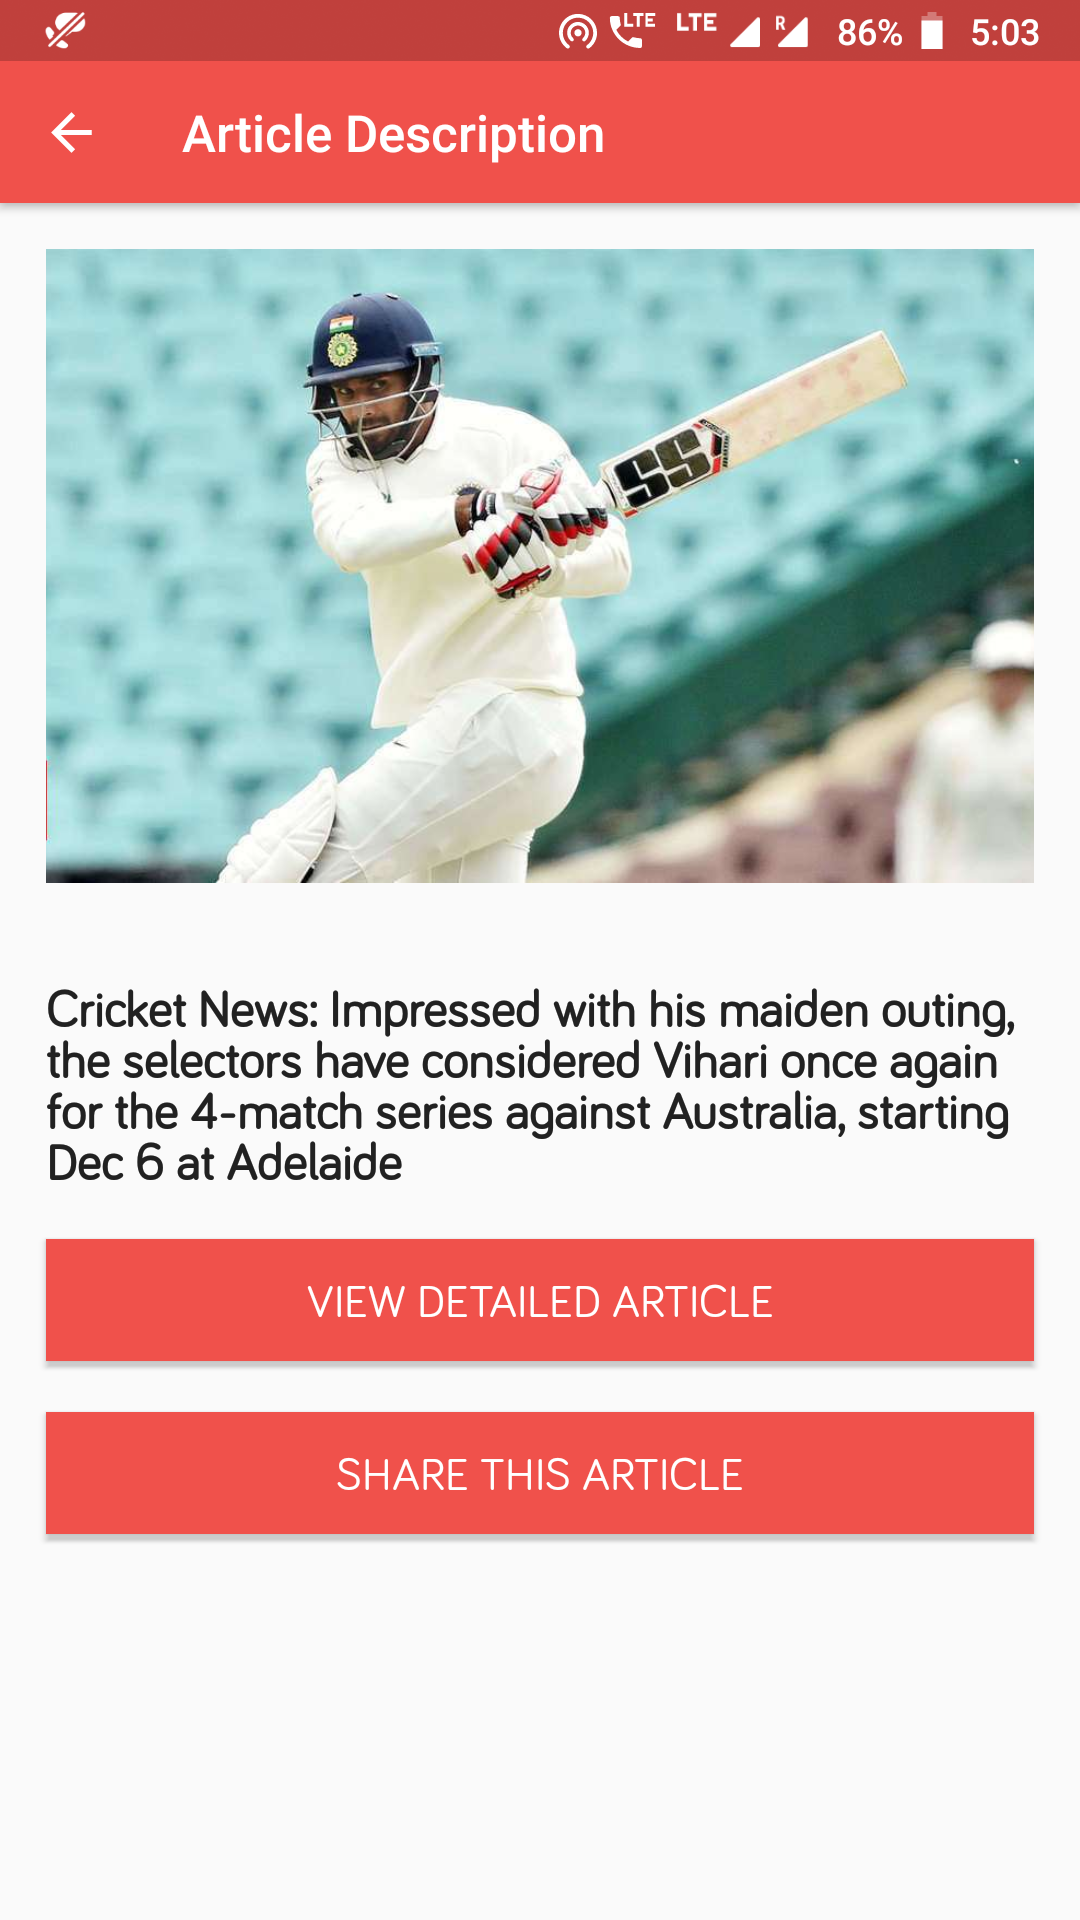 LTE LTE R 86% 5:03
Article Description
SS
Cricket News: Impressed with his maiden outing,
the selectors have considered Vihari once again
for the 4-match series against Australia, starting
Dec 6 at Adelaide
VIEW DETAILED ARTICLE
SHARE THIS ARTICLE